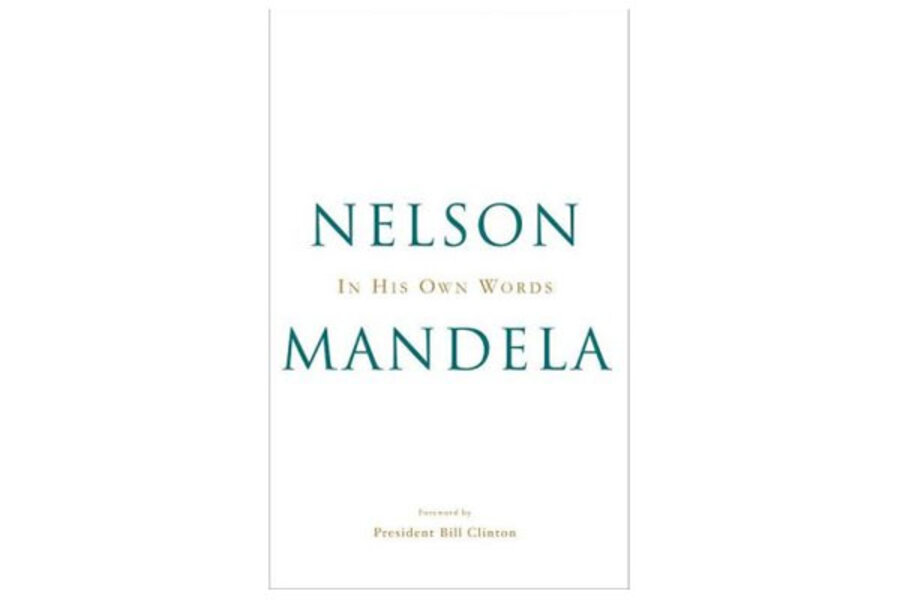 NELSON
IN HIS OWN WORDS
MANDELA
Foreword by
President Bill Clinton